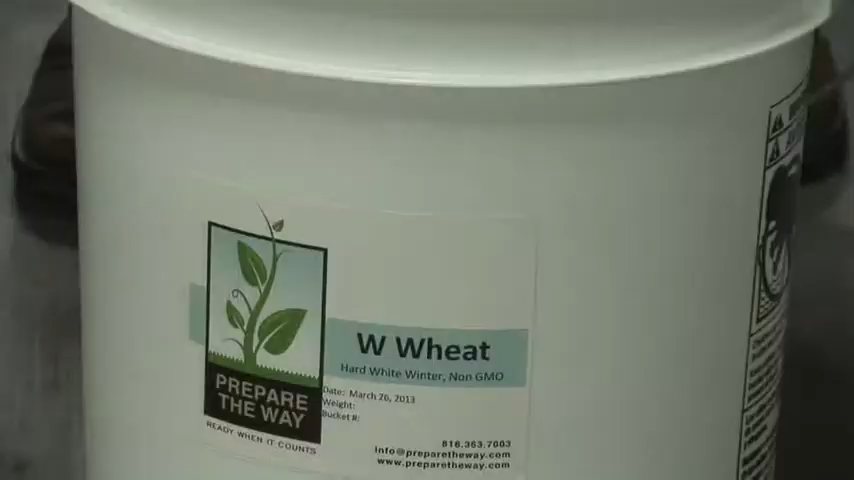 W Wheat
Hard White Winter, Non GMO
PREPARE
THE WAY
READY WHEN IT COUNTS
Date: March 26, 2013
Weight:
Bucket #:
816.363.7003
info@preparetheway.com
www.preparetheway.com